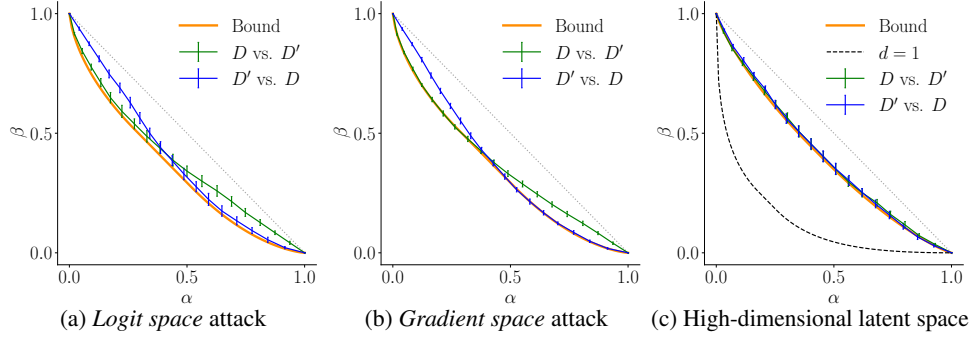 1.0
0.5
0.0
β
0.0
0.5
1.0
α
Bound
D vs. D′
D′ vs. D
(a) Logit space attack
1.0
0.5
0.0
β
0.0
0.5
1.0
α
Bound
D vs. D′
D′ vs. D
(b) Gradient space attack
1.0
0.5
0.0
β
0.0
0.5
1.0
α
Bound
d = 1
D vs. D′
D′ vs. D
(c) High-dimensional latent space